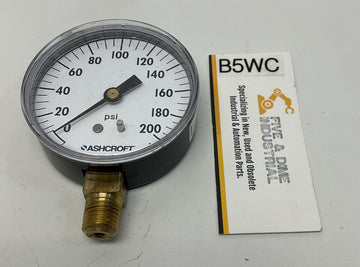 80 100 120
60 140
40 160
20 180
0 psi 200
ASHCROFT
B5WC
FIVE & DIME
INDUSTRIAL
Specializing in New, Used and Obsolete
Industrial & Automation Parts.